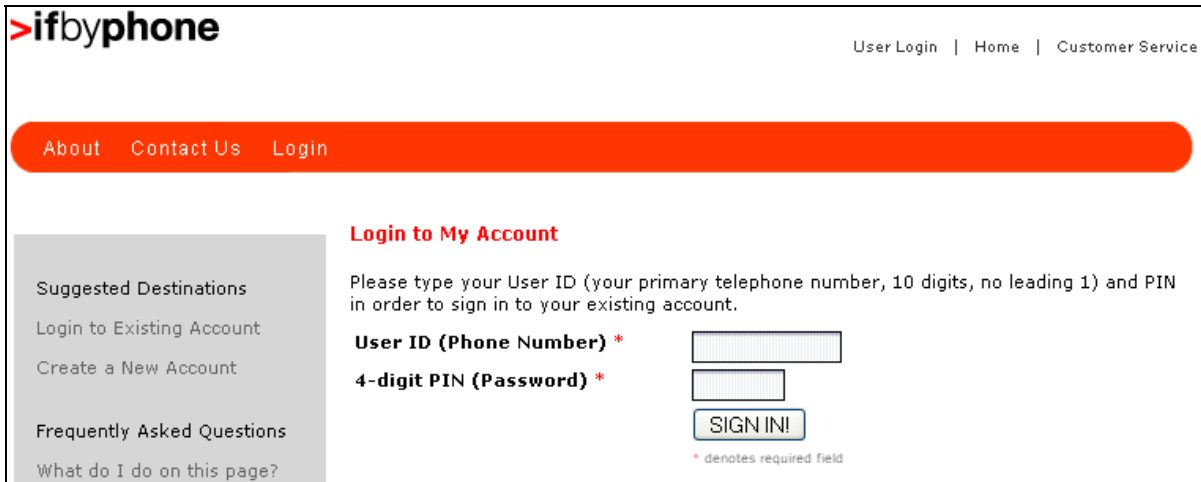 >ifbyphone
User Login | Home | Customer Service
About Contact Us Login
Suggested Destinations
Login to Existing Account
Create a New Account
Frequently Asked Questions
What do I do on this page?
Login to My Account
Please type your User ID (your primary telephone number, 10 digits, no leading 1) and PIN
in order to sign in to your existing account.
User ID (Phone Number) *
4-digit PIN (Password) *
SIGN IN!
* denotes required field